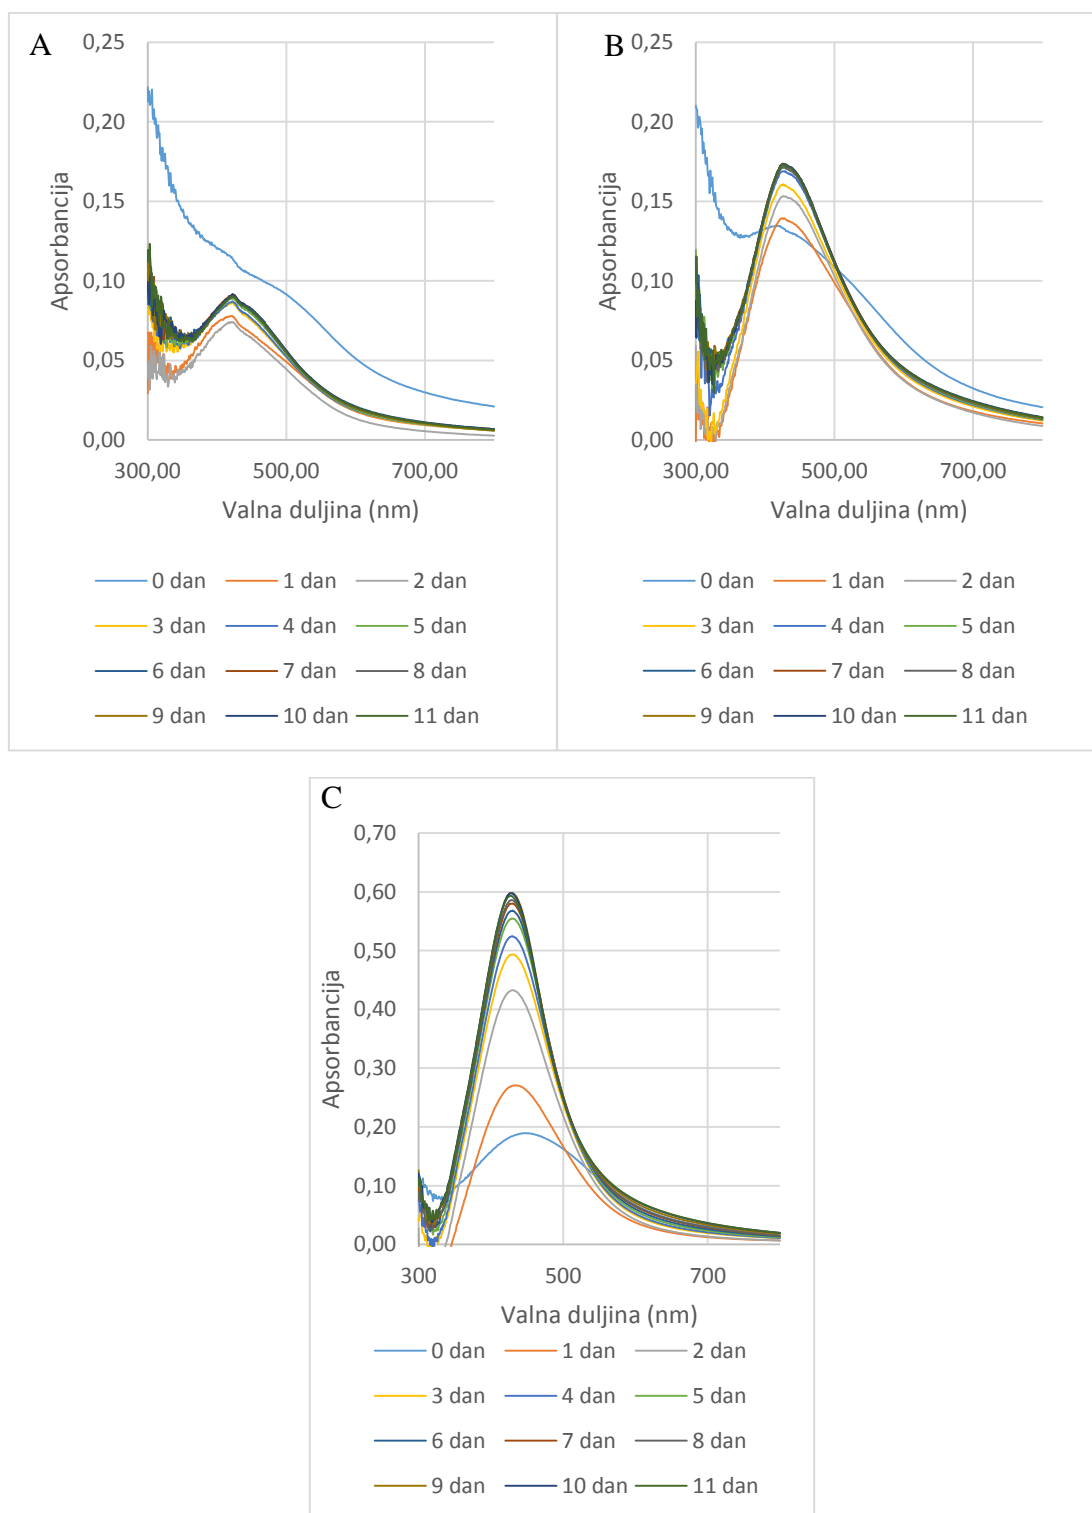 A
0,25
0,20
0,15
0,10
0,05
0,00
Apsorbancija
300,00 500,00 700,00
Valna duljina (nm)
0 dan 1 dan 2 dan
3 dan 4 dan 5 dan
6 dan 7 dan 8 dan
9 dan 10 dan 11 dan
B
0,25
0,20
0,15
0,10
0,05
0,00
Apsorbancija
300,00 500,00 700,00
Valna duljina (nm)
0 dan 1 dan 2 dan
3 dan 4 dan 5 dan
6 dan 7 dan 8 dan
9 dan 10 dan 11 dan
C
0,70
0,60
0,50
0,40
0,30
0,20
0,10
0,00
Apsorbancija
300 500 700
Valna duljina (nm)
0 dan 1 dan 2 dan
3 dan 4 dan 5 dan
6 dan 7 dan 8 dan
9 dan 10 dan 11 dan